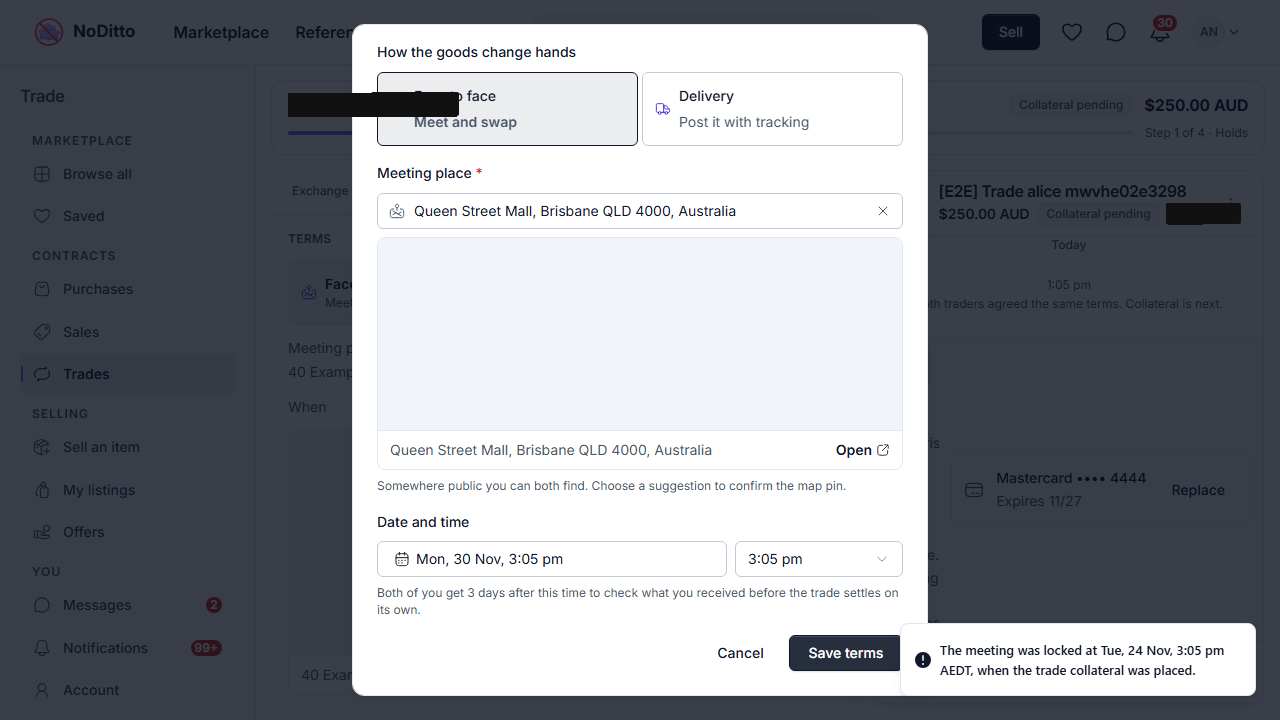 NoDitto
Marketplace
Sell
30
AN
Trade
MARKETPLACE
Browse all
Saved
CONTRACTS
Purchases
Sales
Trades
SELLING
Sell an item
My listings
Offers
YOU
Messages
2
Notifications
99+
Account
Exchange
TERMS
When
How the goods change hands
face
Meet and swap
Delivery
Post it with tracking
Meeting place *
Queen Street Mall, Brisbane QLD 4000, Australia
Queen Street Mall, Brisbane QLD 4000, Australia
Open
Somewhere public you can both find. Choose a suggestion to confirm the map pin.
Date and time
Mon, 30 Nov, 3:05 pm
3:05 pm
Both of you get 3 days after this time to check what you received before the trade settles on
its own.
Cancel
Save terms
Collateral pending
$250.00 AUD
Step 1 of 4 · Holds
[E2E] Trade alice mwvhe02e3298
$250.00 AUD
Collateral pending
Today
1:05 pm
traders agreed the same terms. Collateral is next.
Mastercard •••• 4444
Expires 11/27
Replace
The meeting was locked at Tue, 24 Nov, 3:05 pm
AEDT, when the trade collateral was placed.